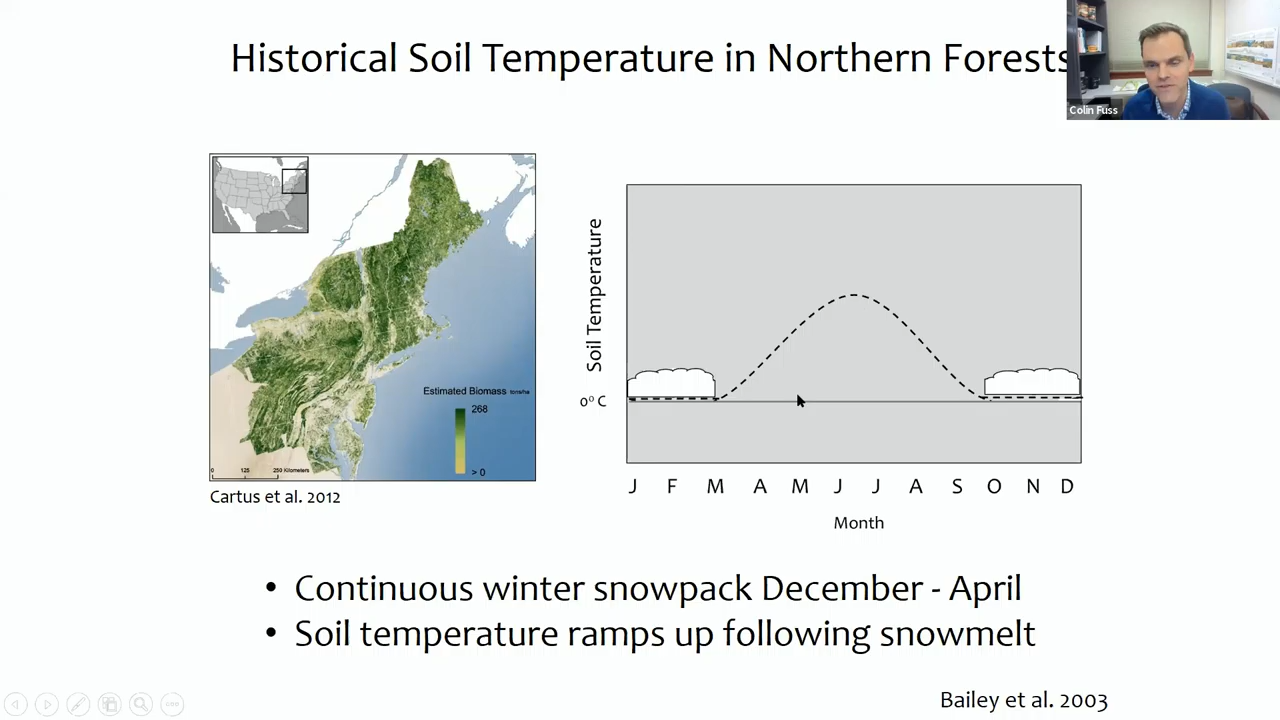 Historical Soil Temperature in Northern Forests
Colin Fuss
Estimated Biomass tons/ha
268
> 0
0 125 250 Kilometers
Cartus et al. 2012
Soil Temperature
0⁰ C
J F M A M J J A S O N D
Month
• Continuous winter snowpack December - April
• Soil temperature ramps up following snowmelt
Bailey et al. 2003